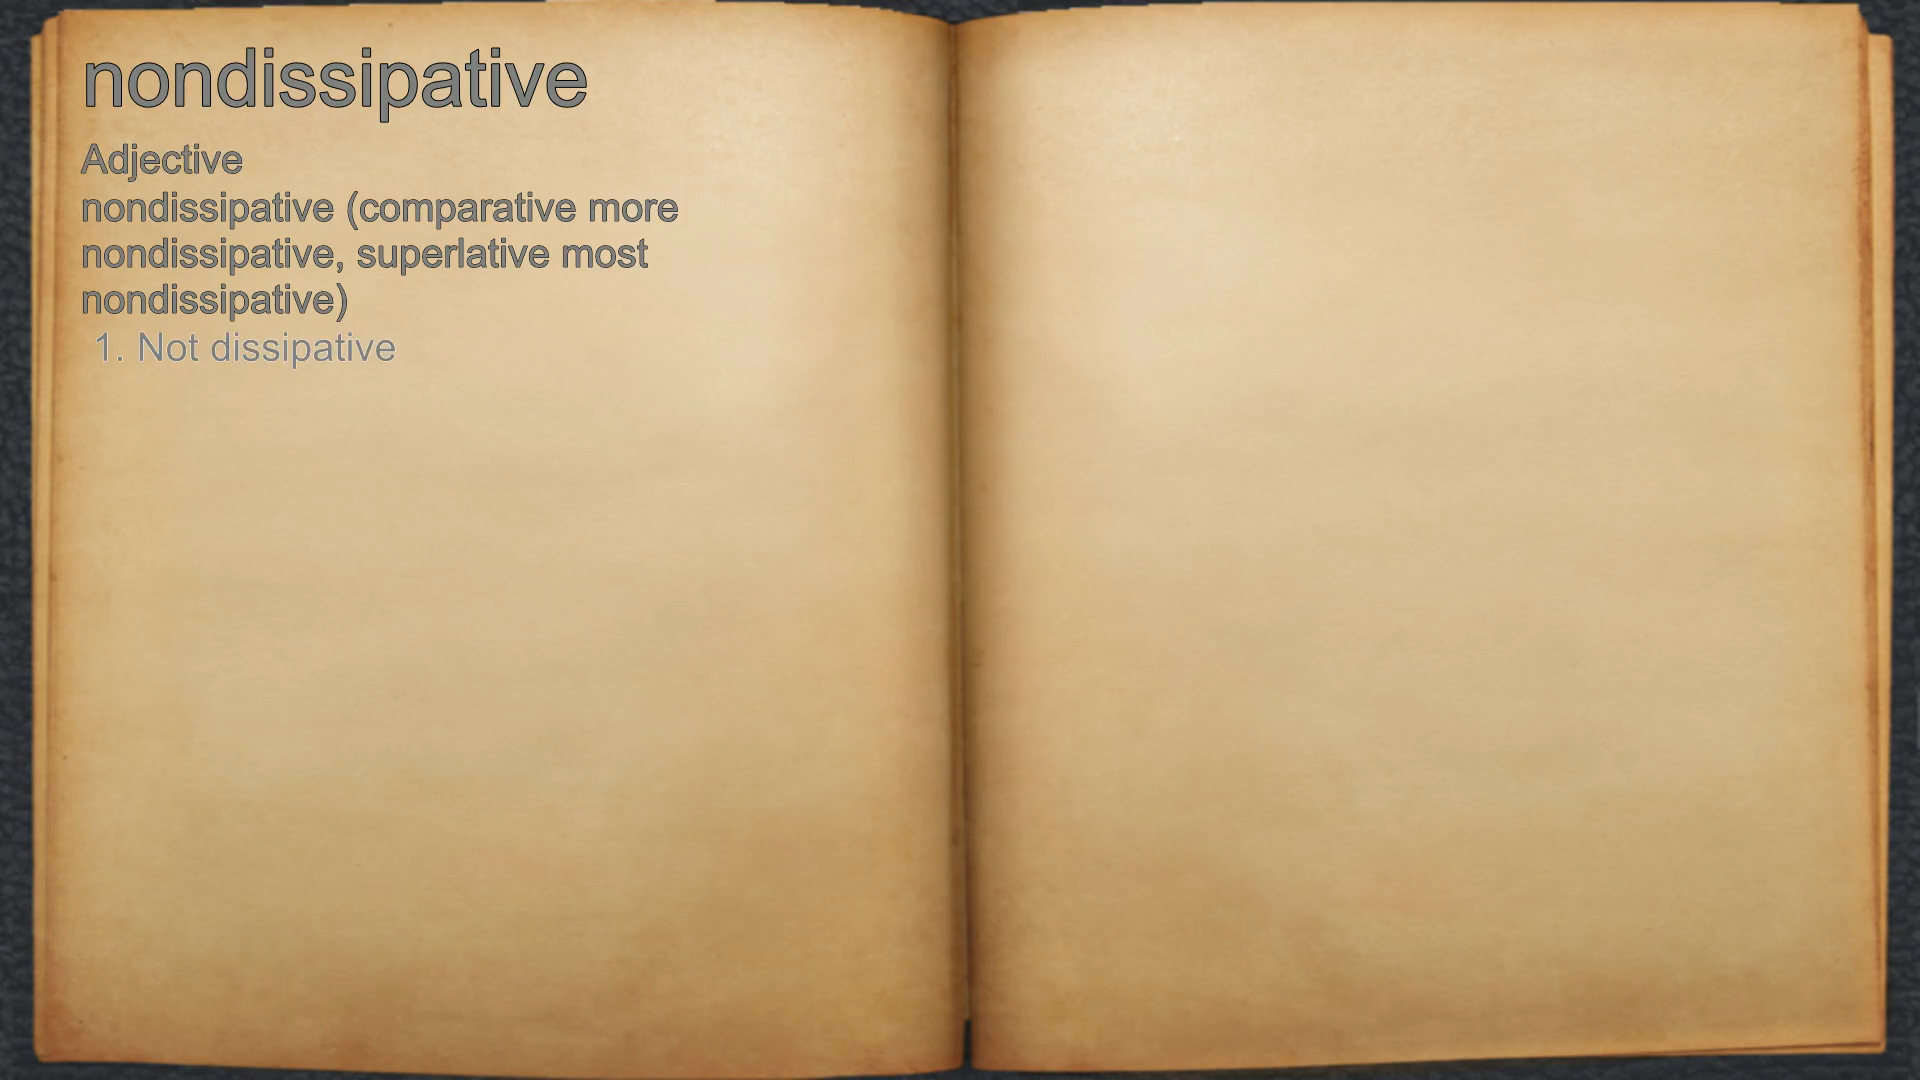 nondissipative
Adjective
nondissipative (comparative more
nondissipative, superlative most
nondissipative)
1. Not dissipative